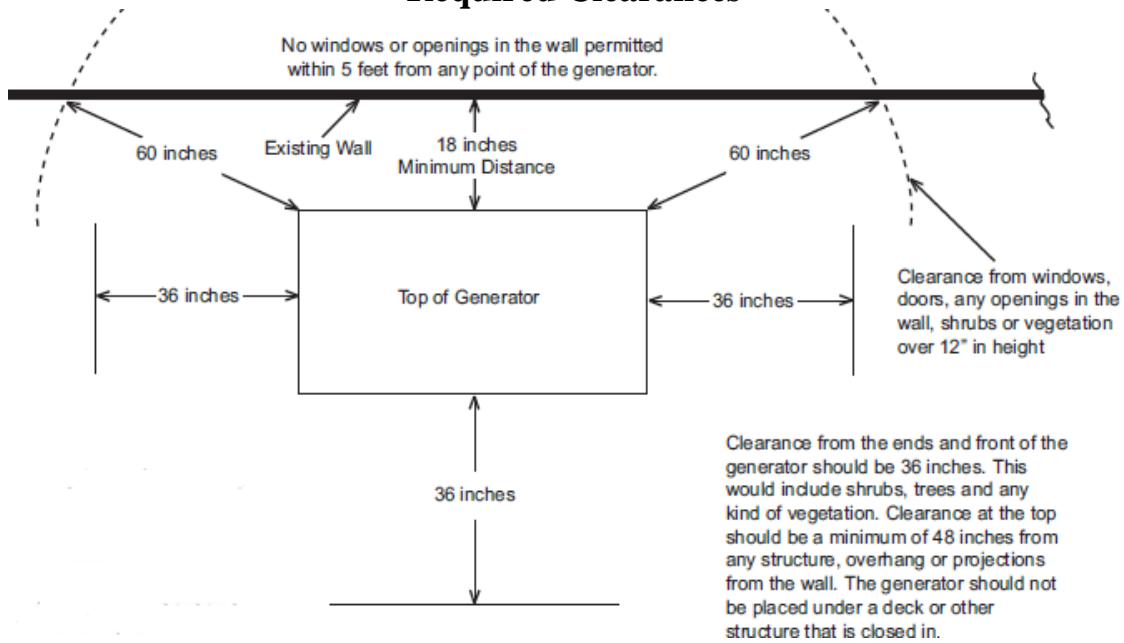 Required Clearances
No windows or openings in the wall permitted
within 5 feet from any point of the generator.
60 inches
Existing Wall
18 inches
Minimum Distance
60 inches
36 inches
Top of Generator
36 inches
Clearance from windows,
doors, any openings in the
wall, shrubs or vegetation
over 12" in height
36 inches
Clearance from the ends and front of the
generator should be 36 inches. This
would include shrubs, trees and any
kind of vegetation. Clearance at the top
should be a minimum of 48 inches from
any structure, overhang or projections
from the wall. The generator should not
be placed under a deck or other
structure that is closed in.